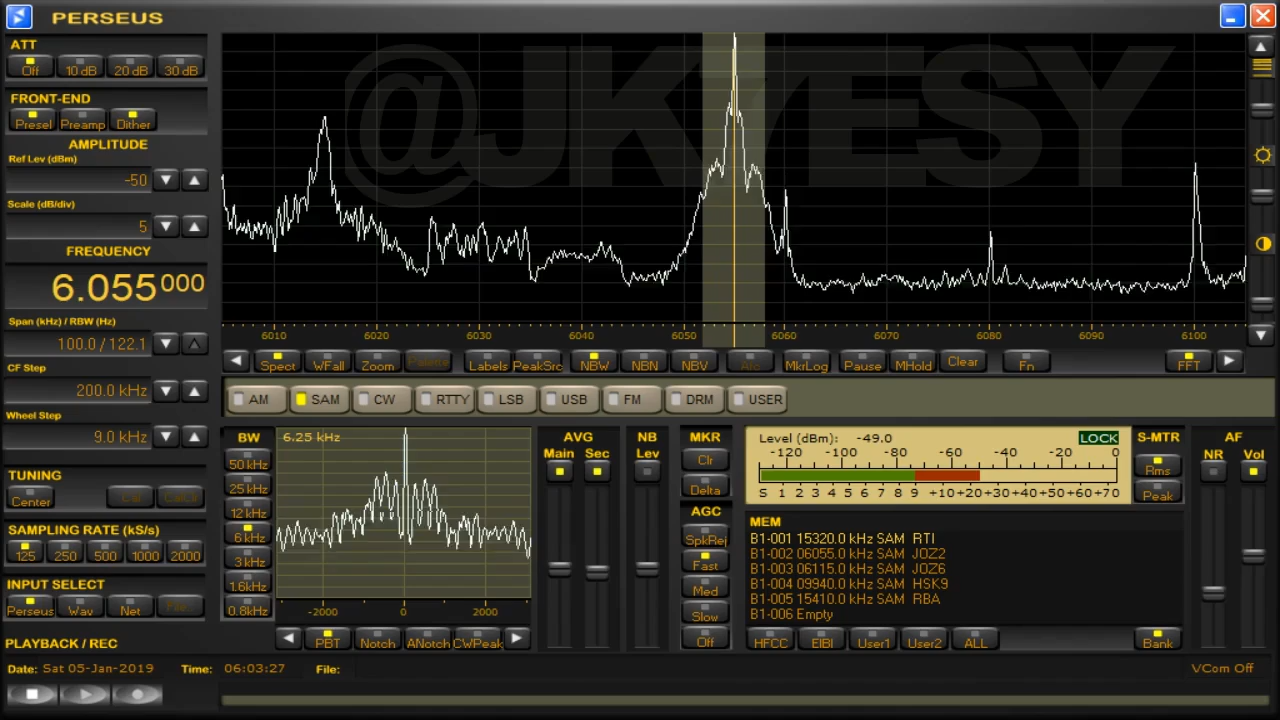 PERSEUS
@JK7ESY
ATT
Off 10 dB 20 dB 30 dB
FRONT-END
Presel Preamp Dither
AMPLITUDE
Ref Lev (dBm)
-50
Scale (dB/div)
5
FREQUENCY
6.055000
Span (kHz) / RBW (Hz)
100.0 / 122.1
CF Step
200.0 kHz
Wheel Step
9.0 kHz
TUNING
Center Cal CalClr
SAMPLING RATE (kS/s)
125 250 500 1000 2000
INPUT SELECT
Perseus Wav Net
PLAYBACK / REC
6010 6020 6030 6040 6050 6060 6070 6080 6090 6100
Spect WFall Zoom Palette Labels PeakSrc NBW NBN NBV MkrLog Pause MHold Clear Fn FFT
AM SAM CW RTTY LSB USB FM DRM USER
BW
50 kHz
25 kHz
12 kHz
6 kHz
3 kHz
1.6kHz
0.8kHz
6.25 kHz
-2000 0 2000
PBT Notch ANotch CWPeak
AVG
Main Sec
NB
Lev
MKR
Clr
Delta
AGC
SpkRej
Fast
Med
Slow
Off
Level (dBm): -49.0 LOCK
-120 -100 -80 -60 -40 -20 0
S 1 2 3 4 5 6 7 8 9 +10 +20 +30 +40 +50 +60 +70
S-MTR
Rms
Peak
AF
NR Vol
MEM
B1-001 15320.0 kHz SAM RTI
B1-002 06055.0 kHz SAM JOZ2
B1-003 06115.0 kHz SAM JOZ6
B1-004 09940.0 kHz SAM HSK9
B1-005 15410.0 kHz SAM RBA
B1-006 Empty
HFCC EIBI User1 User2 ALL Bank
Date: Sat 05-Jan-2019 Time: 06:03:27 File:
VCom Off